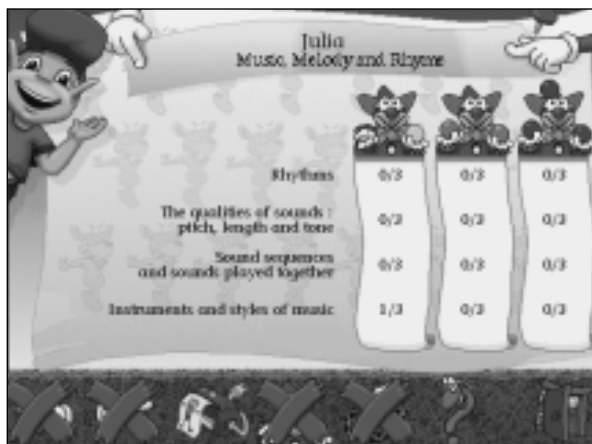 Julia
Music, Melody and Rhyme
Rhythms 0/3 0/3 0/3
The qualities of sounds :
pitch, length and tone 0/3 0/3 0/3
Sound sequences
and sounds played together 0/3 0/3 0/3
Instruments and styles of music 1/3 0/3 0/3